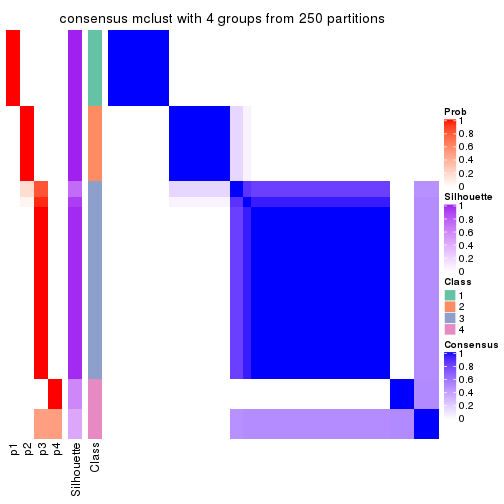 consensus mclust with 4 groups from 250 partitions
Prob
1
0.8
0.6
0.4
0.2
0
Silhouette
1
0.8
0.6
0.4
0.2
0
Class
1
2
3
4
Consensus
1
0.8
0.6
0.4
0.2
0
p1
p2
p3
p4
Silhouette
Class